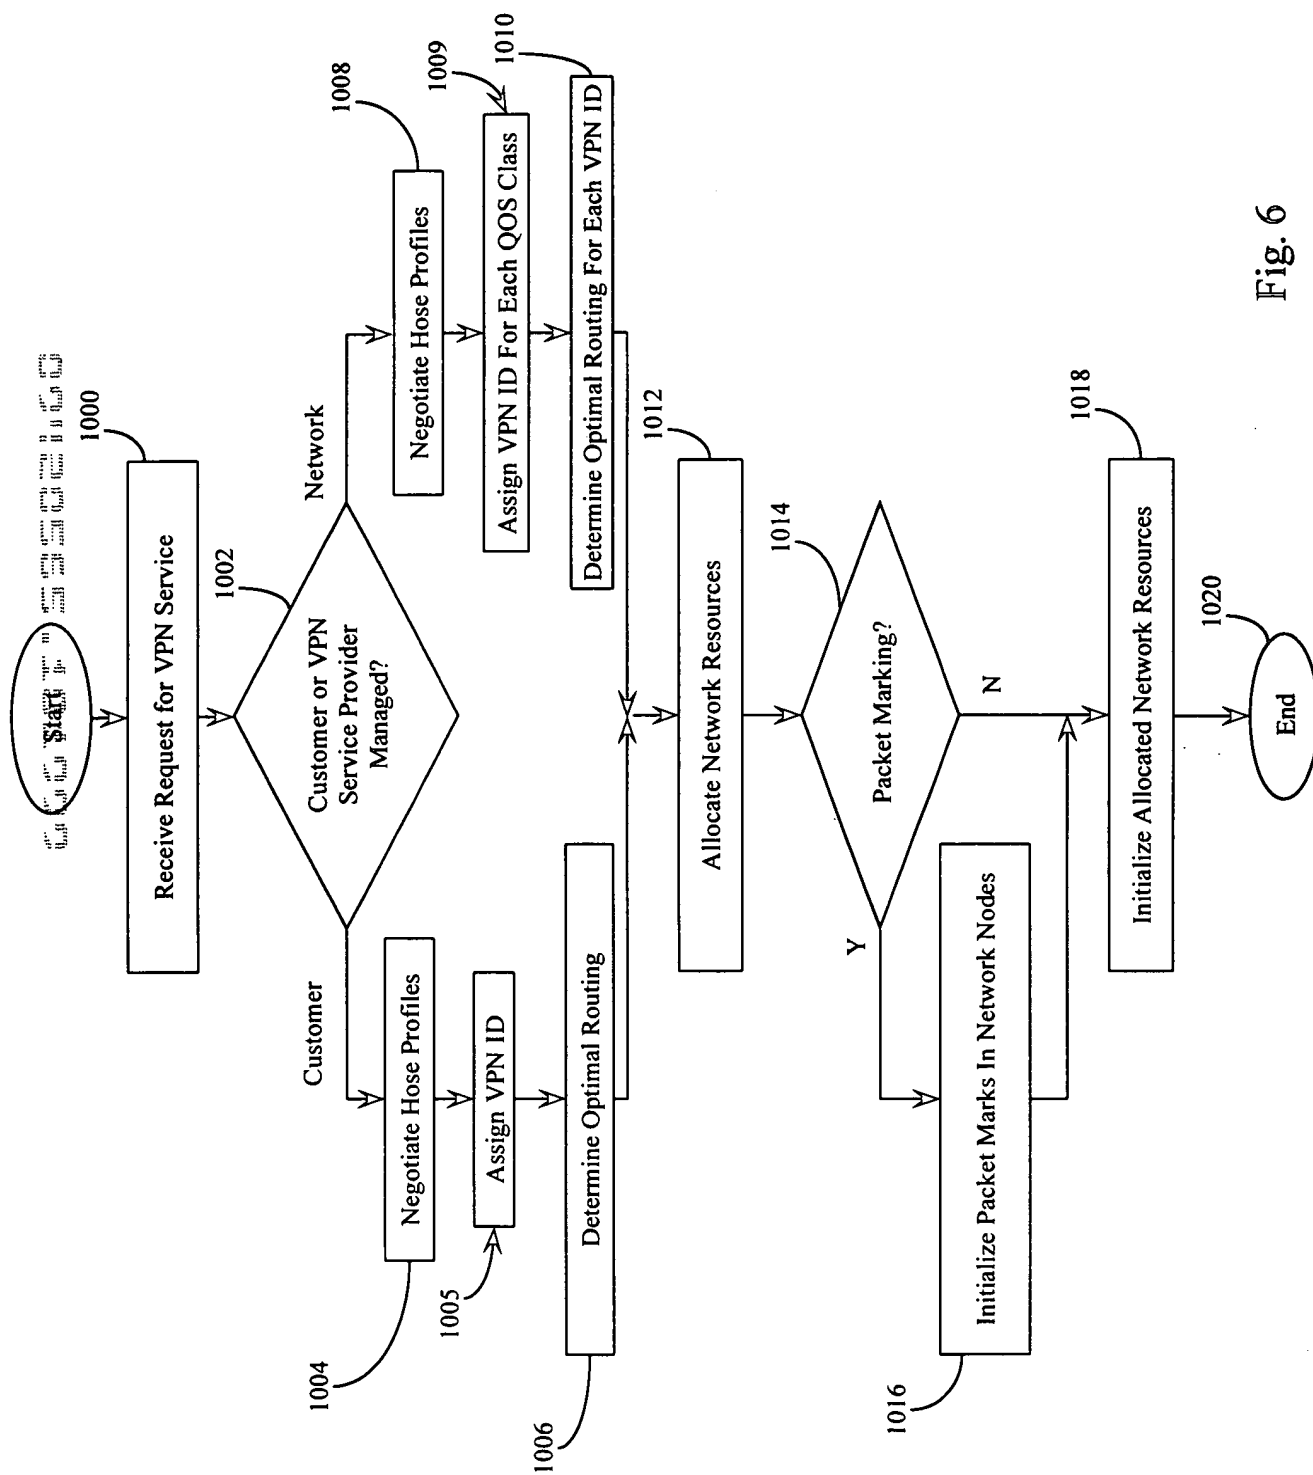 Start
1000
Receive Request for VPN Service
1002
Customer or VPN
Service Provider
Managed?
Customer
Network
1004
Negotiate Hose Profiles
1008
Negotiate Hose Profiles
1005
Assign VPN ID
1009
Assign VPN ID For Each QOS Class
1006
Determine Optimal Routing
1010
Determine Optimal Routing For Each VPN ID
1012
Allocate Network Resources
1014
Packet Marking?
Y
N
1016
Initialize Packet Marks In Network Nodes
1018
Initialize Allocated Network Resources
1020
End
Fig. 6